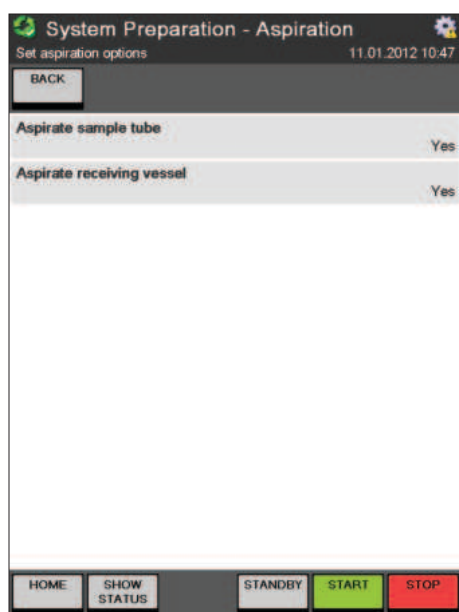 System Preparation - Aspiration
Set aspiration options 11.01.2012 10:47
BACK
Aspirate sample tube
Yes
Aspirate receiving vessel
Yes
HOME SHOW STATUS STANDBY START STOP